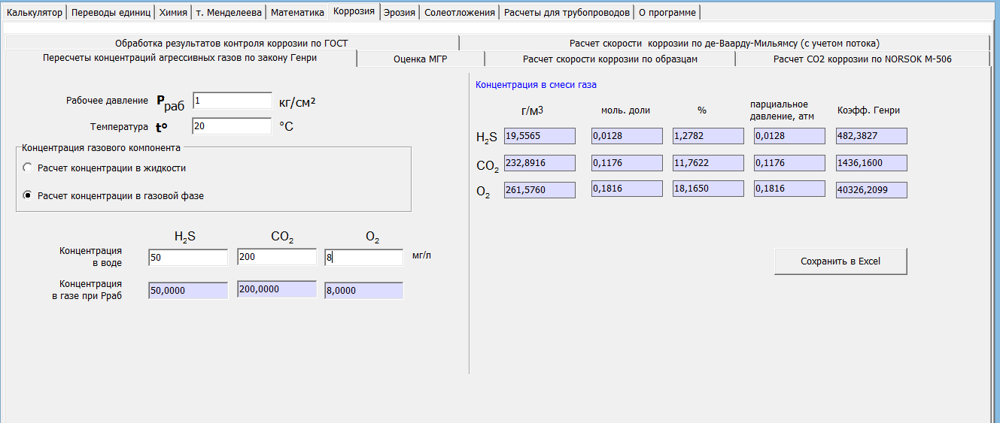 Калькулятор Переводы единиц Химия т. Менделеева Математика Коррозия Эрозия Солеотложения Расчеты для трубопроводов О программе
Обработка результатов контроля коррозии по ГОСТ Расчет скорости коррозии по де-Ваарду-Мильямсу (с учетом потока)
Пересчеты концентраций агрессивных газов по закону Генри Оценка МГР Расчет скорости коррозии по образцам Расчет СО2 коррозии по NORSOK M-506
Рабочее давление Pраб 1 кг/см²
Температура t° 20 °C
Концентрация газового компонента
Расчет концентрации в жидкости
Расчет концентрации в газовой фазе
H₂S CO₂ O₂
Концентрация
в воде 50 200 8 мг/л
Концентрация
в газе при Рраб 50,0000 200,0000 8,0000
Концентрация в смеси газа
г/м³ моль. доли % парциальное
давление, атм Коэфф. Генри
H₂S 19,5565 0,0128 1,2782 0,0128 482,3827
CO₂ 232,8916 0,1176 11,7622 0,1176 1436,1600
O₂ 261,5760 0,1816 18,1650 0,1816 40326,2099
Сохранить в Excel